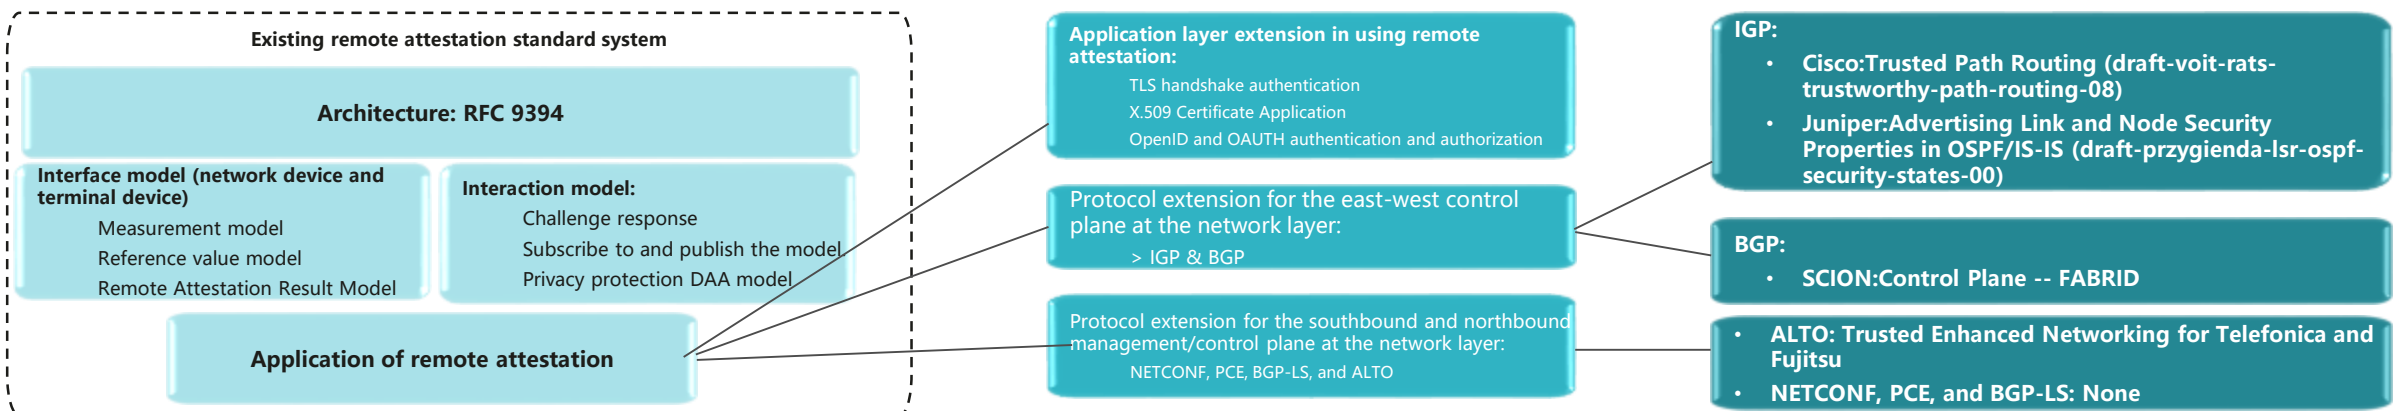 Existing remote attestation standard system
Architecture: RFC 9394
Interface model (network device and
terminal device)
Measurement model
Reference value model
Remote Attestation Result Model
Interaction model:
Challenge response
Subscribe to and publish the model
Privacy protection DAA model
Application of remote attestation
Application layer extension in using remote
attestation:
TLS handshake authentication
X.509 Certificate Application
OpenID and OAUTH authentication and authorization
Protocol extension for the east-west control
plane at the network layer:
> IGP & BGP
Protocol extension for the southbound and northbound
management/control plane at the network layer:
NETCONF, PCE, BGP-LS, and ALTO
IGP:
• Cisco:Trusted Path Routing (draft-voit-rats-
trustworthy-path-routing-08)
• Juniper:Advertising Link and Node Security
Properties in OSPF/IS-IS (draft-przygienda-lsr-ospf-
security-states-00)
BGP:
• SCION:Control Plane -- FABRID
• ALTO: Trusted Enhanced Networking for Telefonica and
Fujitsu
• NETCONF, PCE, and BGP-LS: None